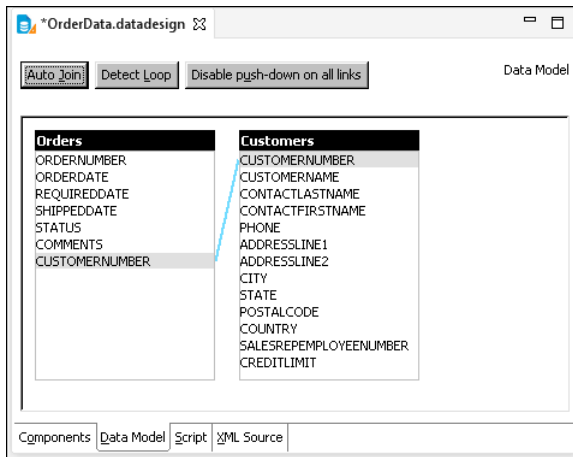 *OrderData.datadesign
Auto Join Detect Loop Disable push-down on all links Data Model
Orders
ORDERNUMBER
ORDERDATE
REQUIREDDATE
SHIPPEDDATE
STATUS
COMMENTS
CUSTOMERNUMBER
Customers
CUSTOMERNUMBER
CUSTOMERNAME
CONTACTLASTNAME
CONTACTFIRSTNAME
PHONE
ADDRESSLINE1
ADDRESSLINE2
CITY
STATE
POSTALCODE
COUNTRY
SALESREPEMPLOYEENUMBER
CREDITLIMIT
Components Data Model Script XML Source